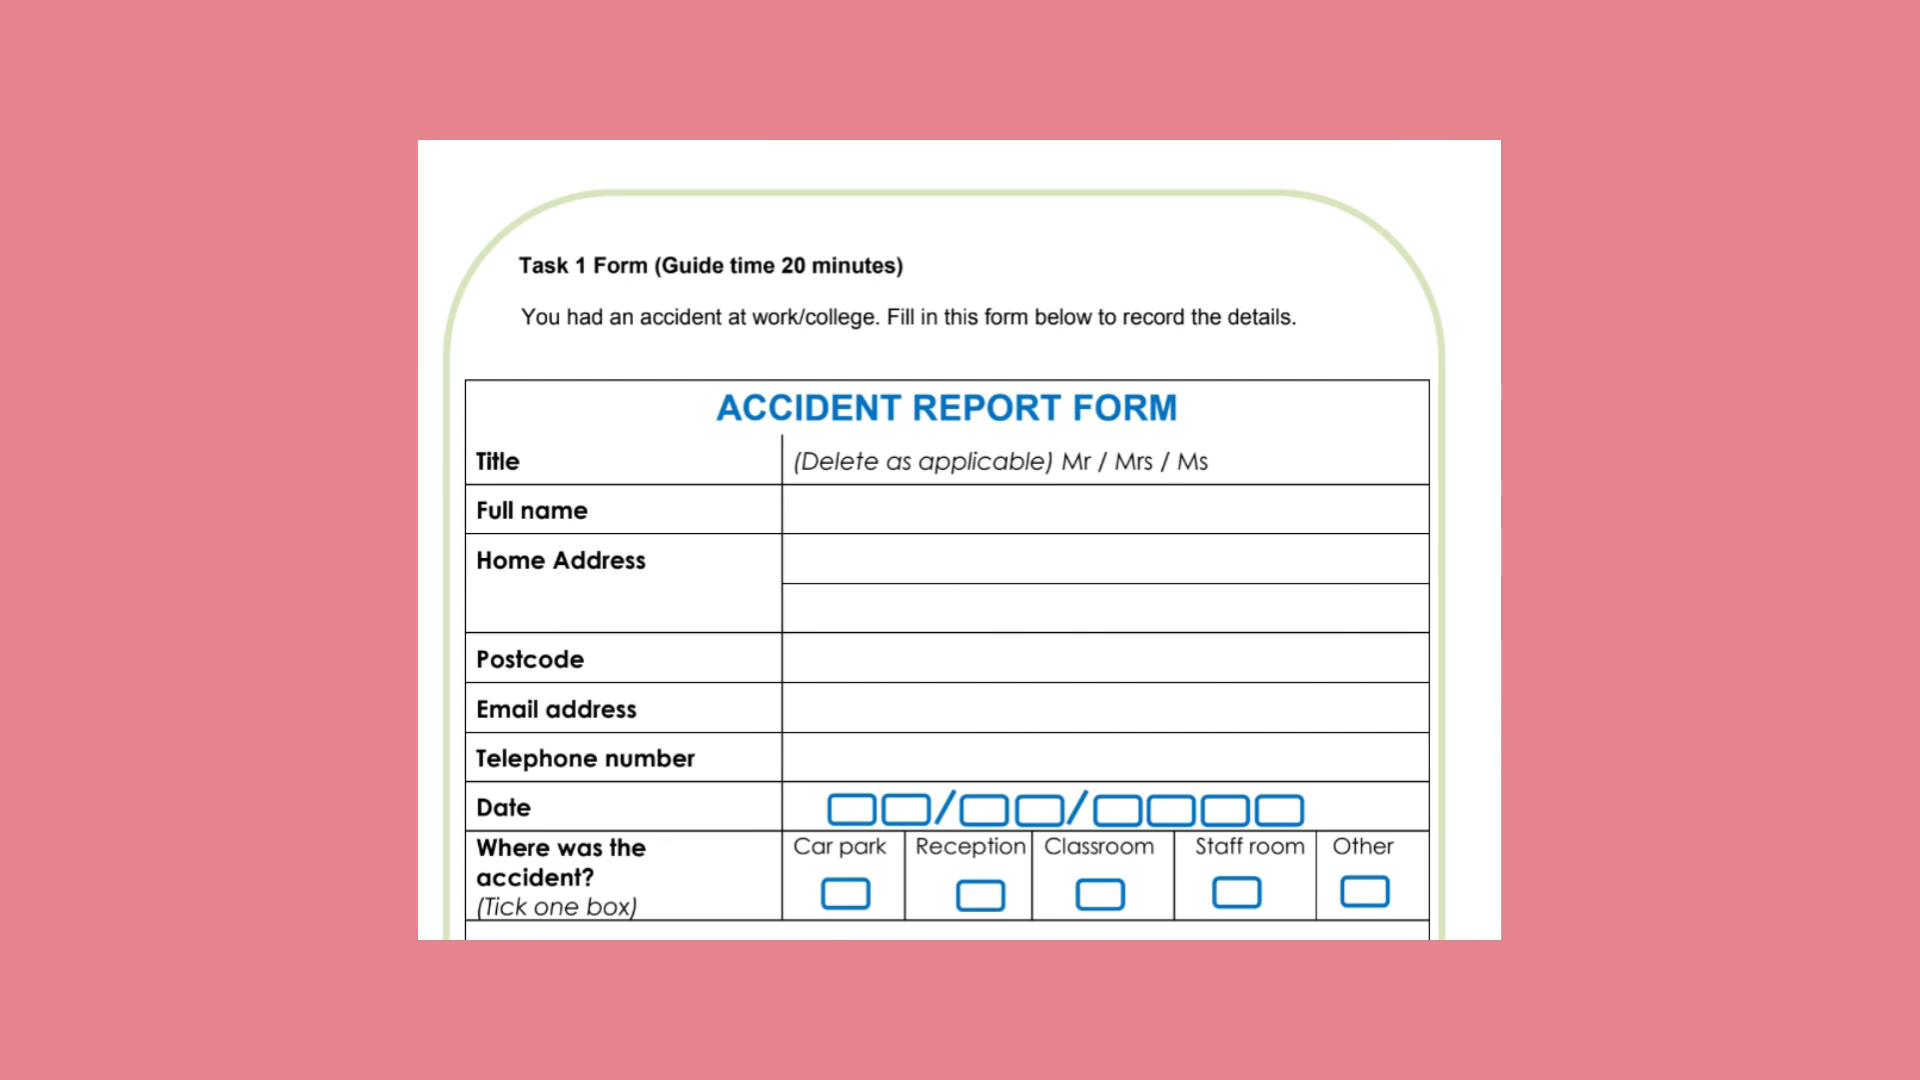 Task 1 Form (Guide time 20 minutes)
You had an accident at work/college. Fill in this form below to record the details.
ACCIDENT REPORT FORM
Title (Delete as applicable) Mr / Mrs / Ms
Full name
Home Address
Postcode
Email address
Telephone number
Date / /
Where was the accident? (Tick one box)
Car park Reception Classroom Staff room Other